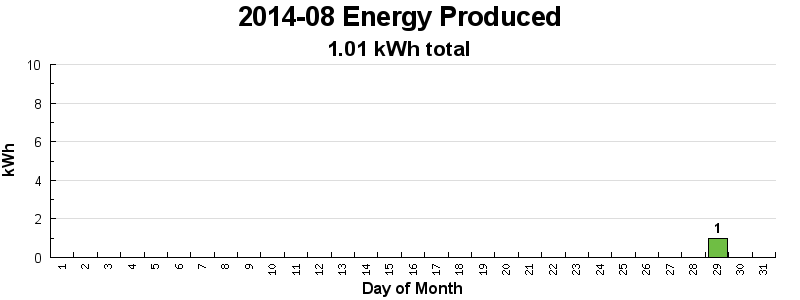 2014-08 Energy Produced
1.01 kWh total
kWh
10
8
6
4
2
0
1
1 2 3 4 5 6 7 8 9 10 11 12 13 14 15 16 17 18 19 20 21 22 23 24 25 26 27 28 29 30 31
Day of Month